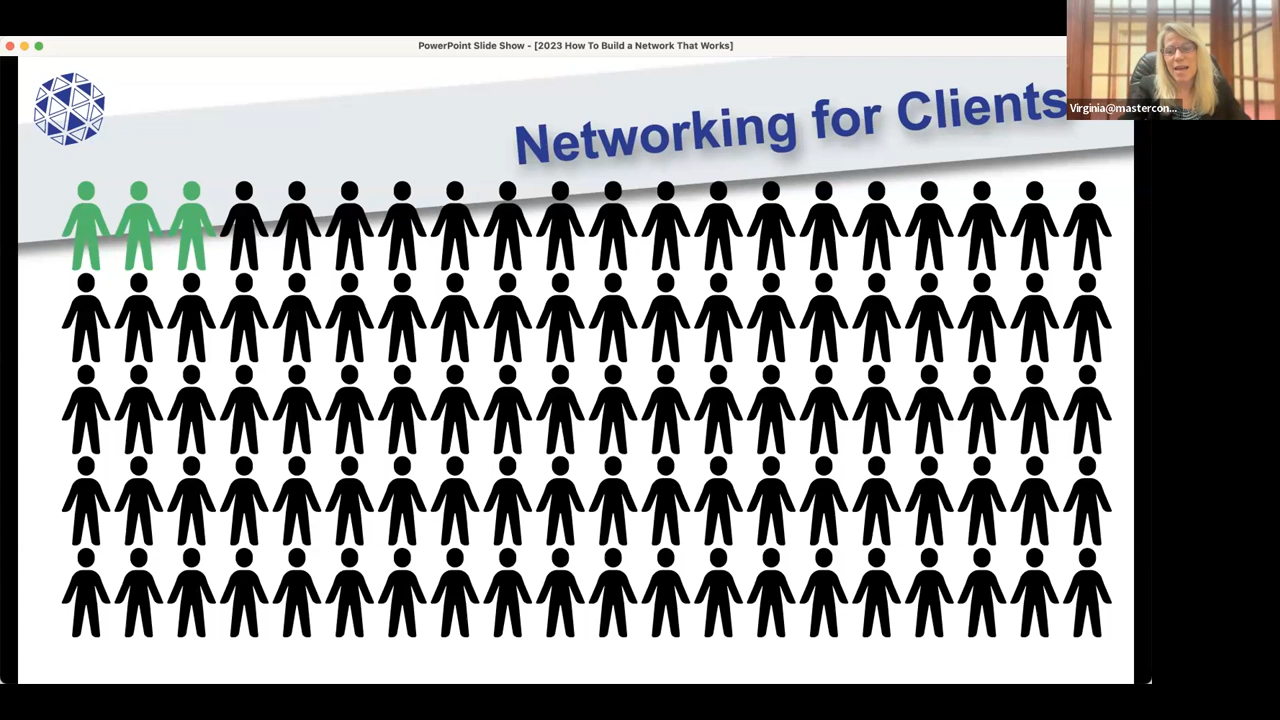 PowerPoint Slide Show - [2023 How To Build a Network That Works]
Networking for Clients
Virginia@mastercon...